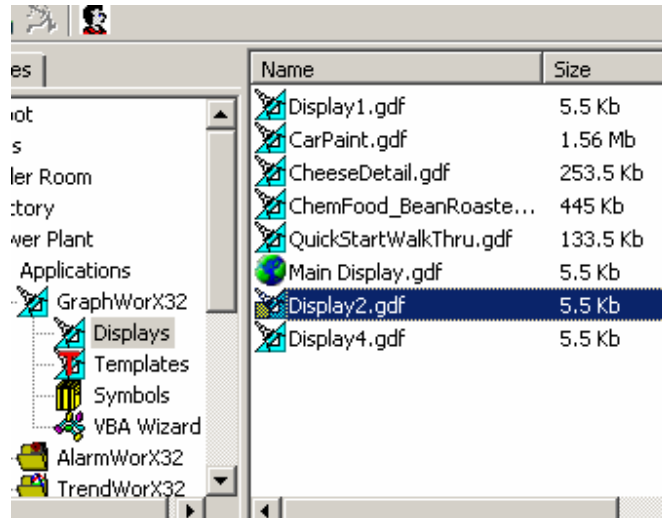 es
ot
s
ler Room
ctory
wer Plant
Applications
GraphWorX32
Displays
Templates
Symbols
VBA Wizard
AlarmWorX32
TrendWorX32
Name Size
Display1.gdf 5.5 Kb
CarPaint.gdf 1.56 Mb
CheeseDetail.gdf 253.5 Kb
ChemFood_BeanRoaste... 445 Kb
QuickStartWalkThru.gdf 133.5 Kb
Main Display.gdf 5.5 Kb
Display2.gdf 5.5 Kb
Display4.gdf 5.5 Kb